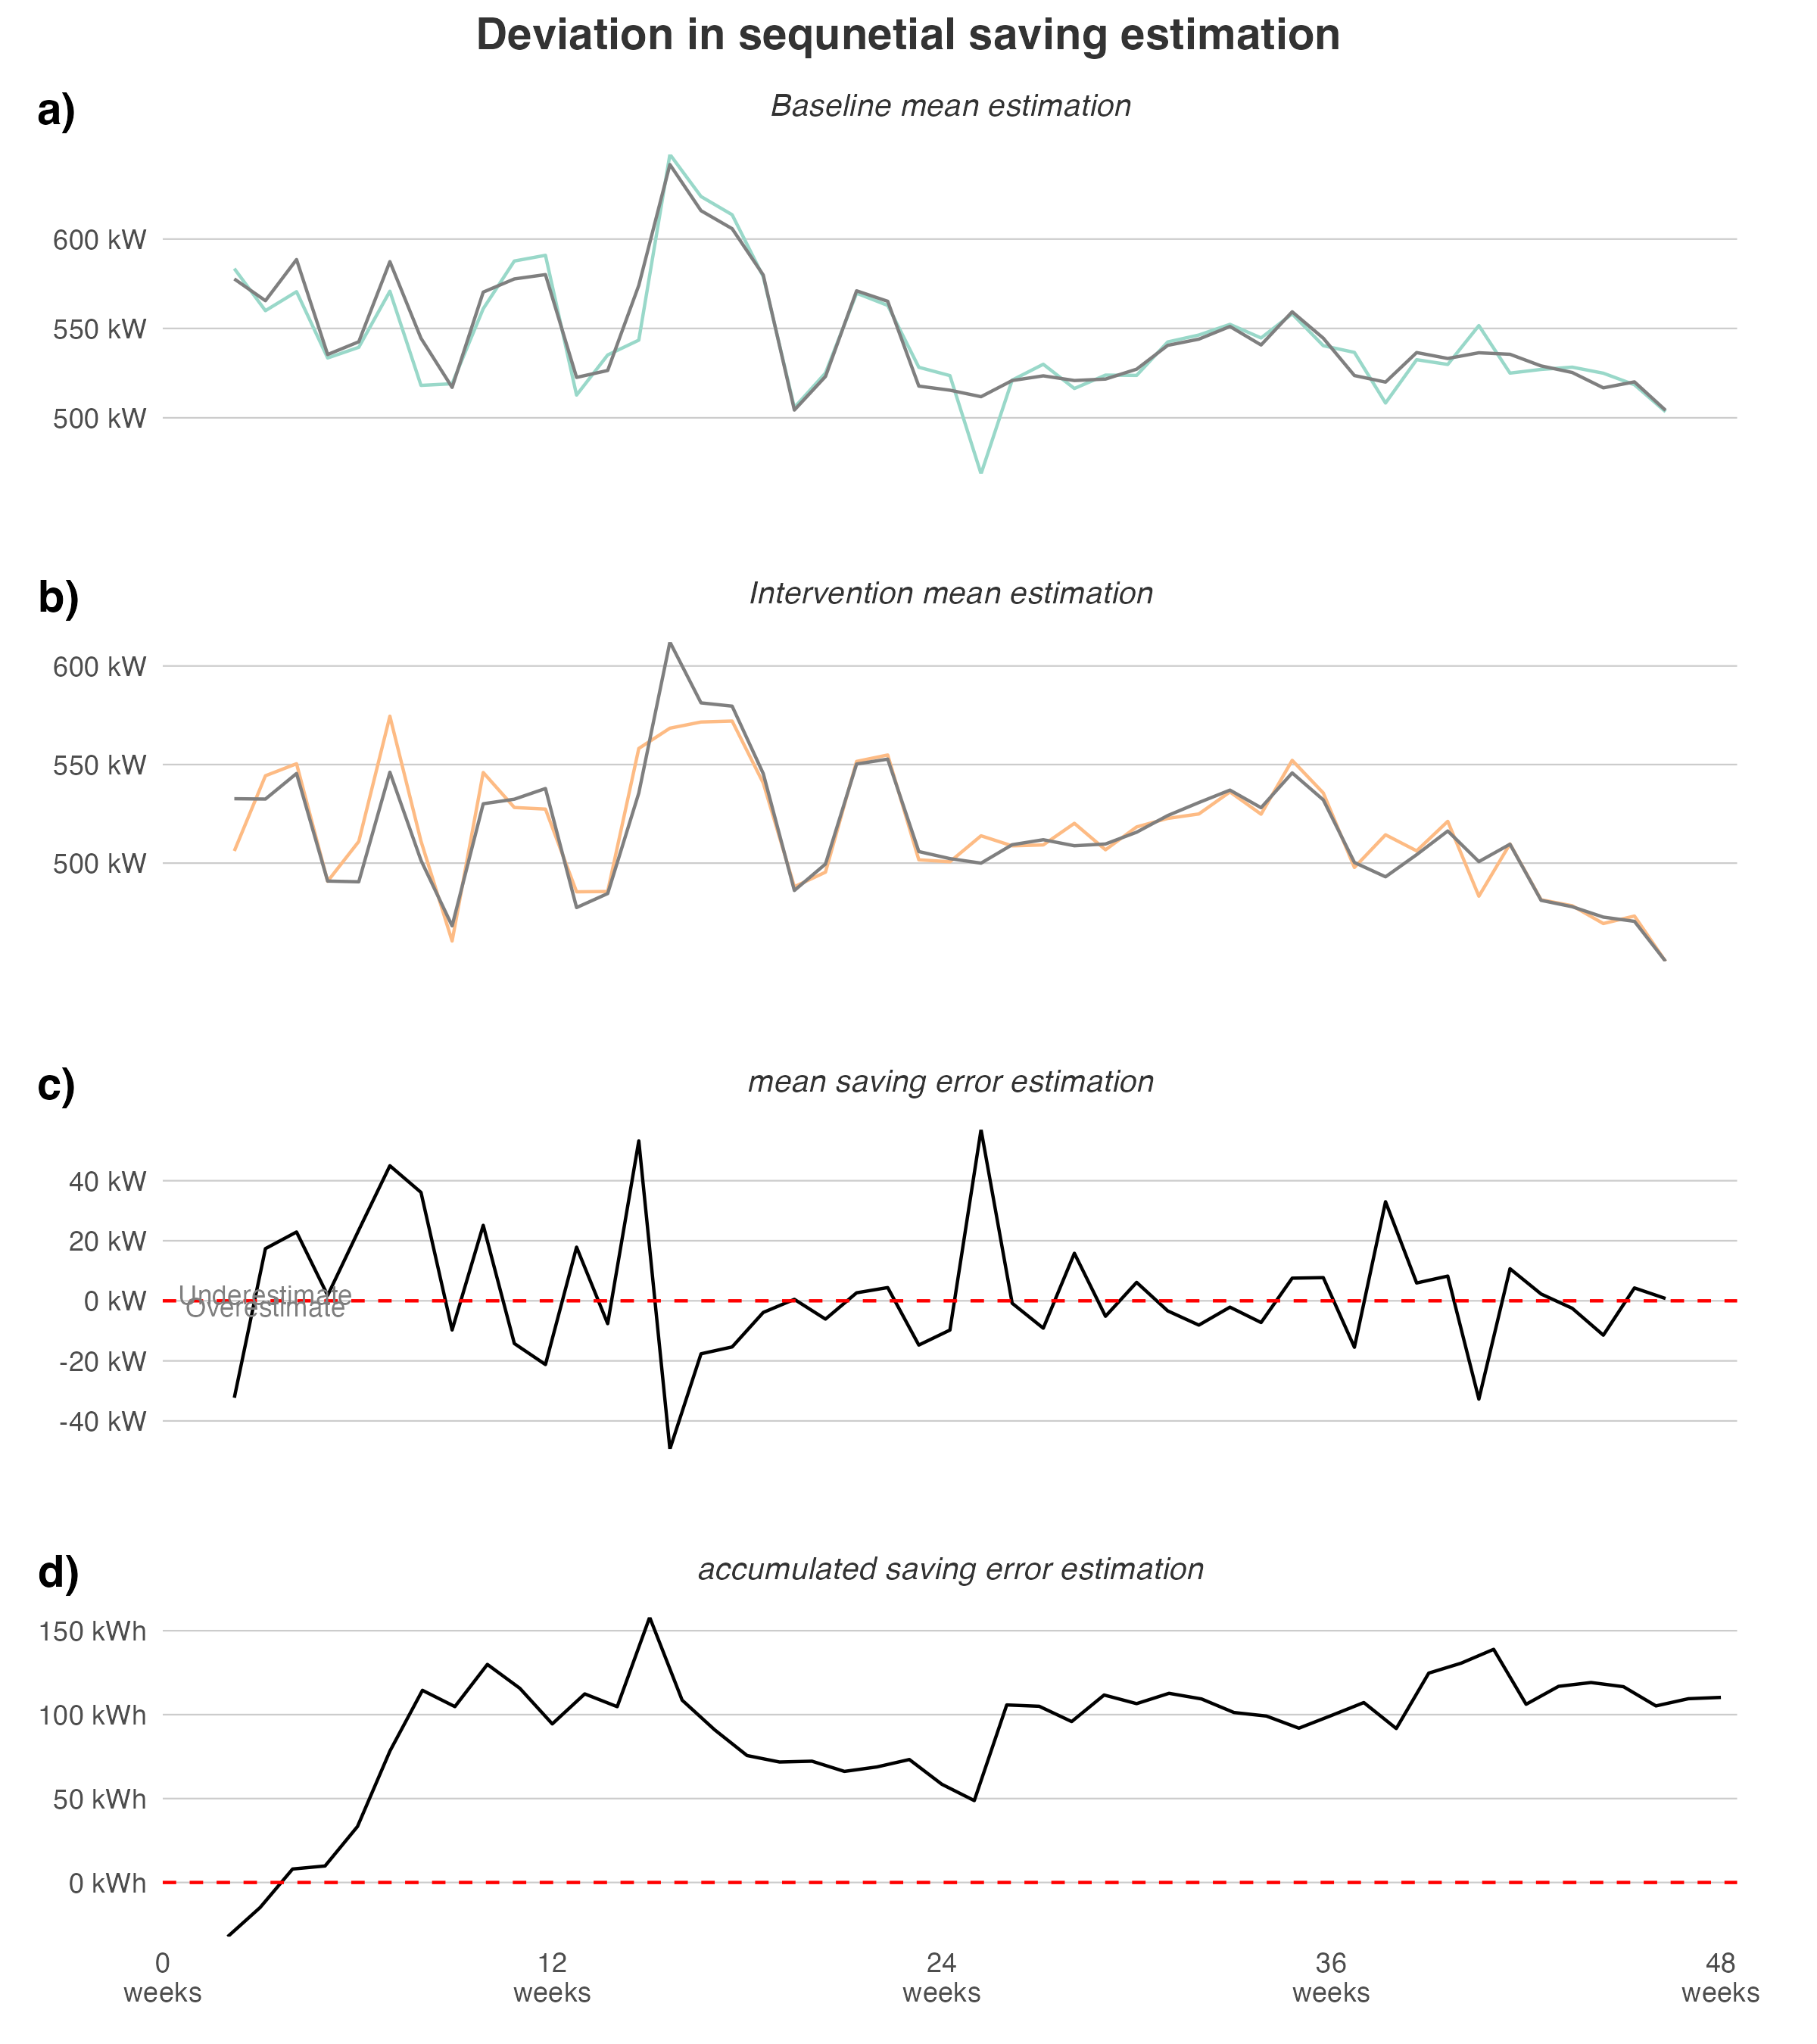 Deviation in sequnetial saving estimation
a)
Baseline mean estimation
600 kW
550 kW
500 kW
b)
Intervention mean estimation
600 kW
550 kW
500 kW
c)
mean saving error estimation
40 kW
20 kW
Underestimate
0 kW
Overestimate
-20 kW
-40 kW
d)
accumulated saving error estimation
150 kWh
100 kWh
50 kWh
0 kWh
0 12 24 36 48
weeks weeks weeks weeks weeks